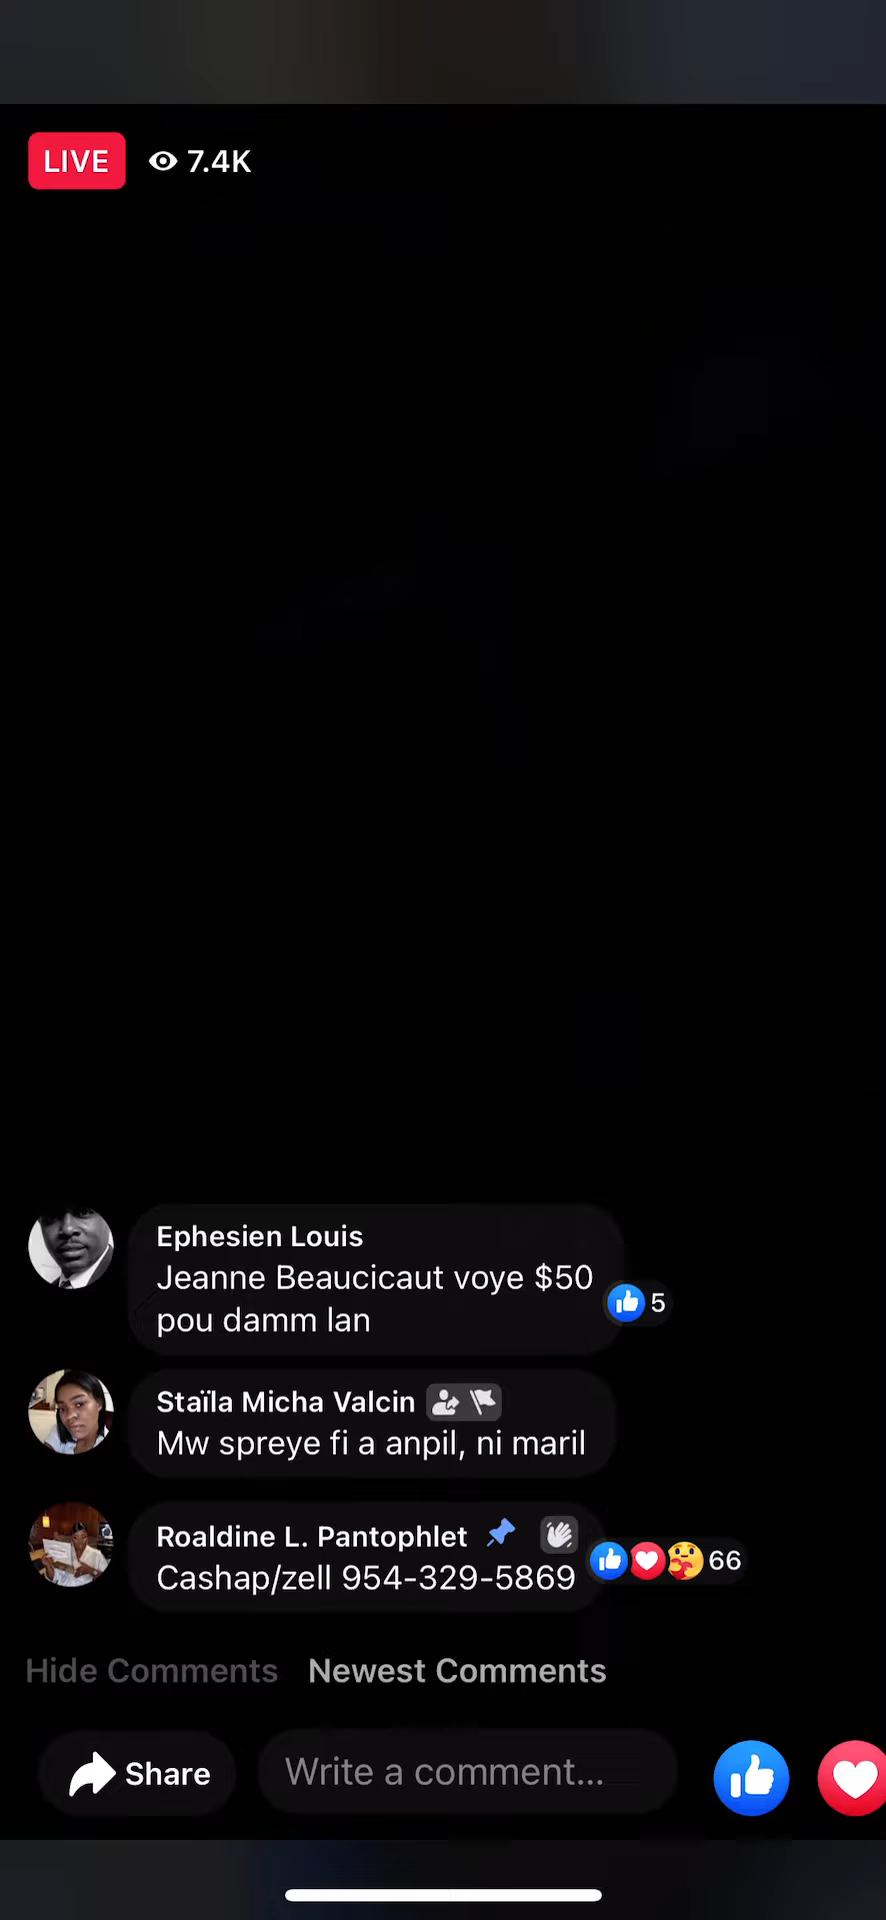 LIVE 7.4K
Ephesien Louis
Jeanne Beaucicaut voye $50
pou damm lan
5
Staïla Micha Valcin
Mw spreye fi a anpil, ni maril
Roaldine L. Pantophlet
Cashap/zell 954-329-5869
66
Hide Comments Newest Comments
Share Write a comment...